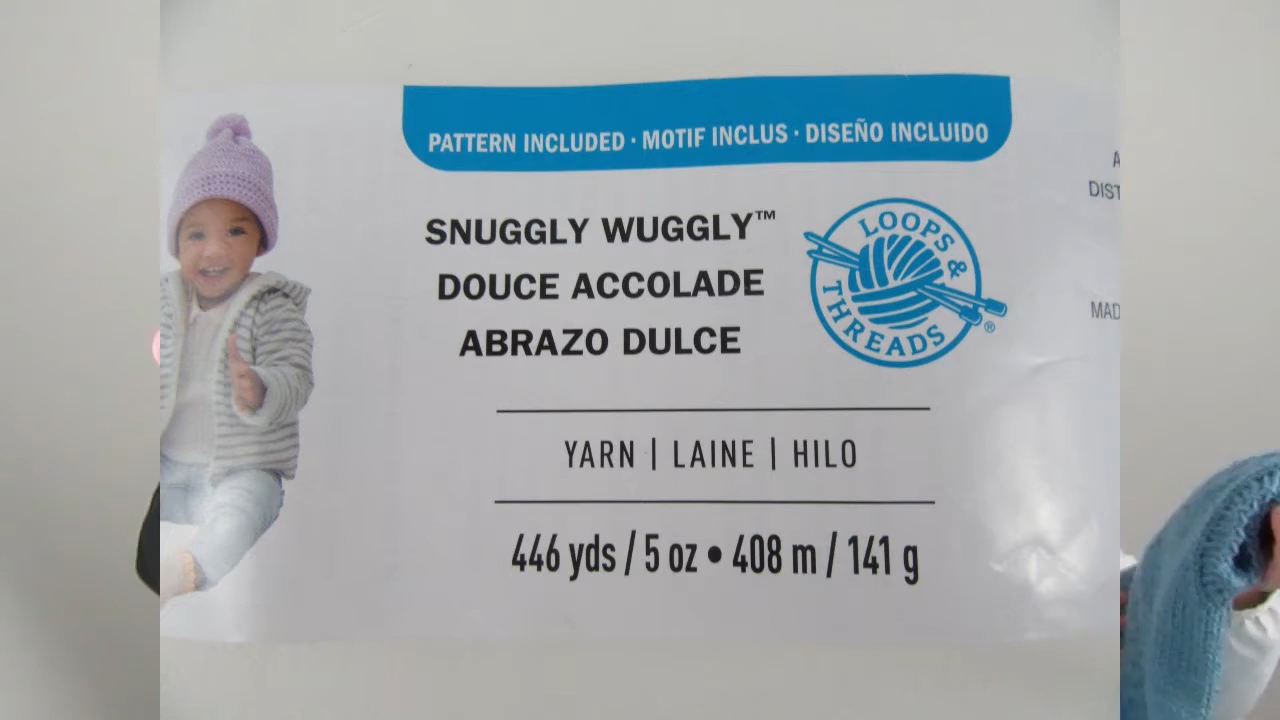 PATTERN INCLUDED · MOTIF INCLUS · DISEÑO INCLUIDO
SNUGGLY WUGGLY™
DOUCE ACCOLADE
ABRAZO DULCE
LOOPS &
THREADS®
YARN | LAINE | HILO
446 yds / 5 oz • 408 m / 141 g